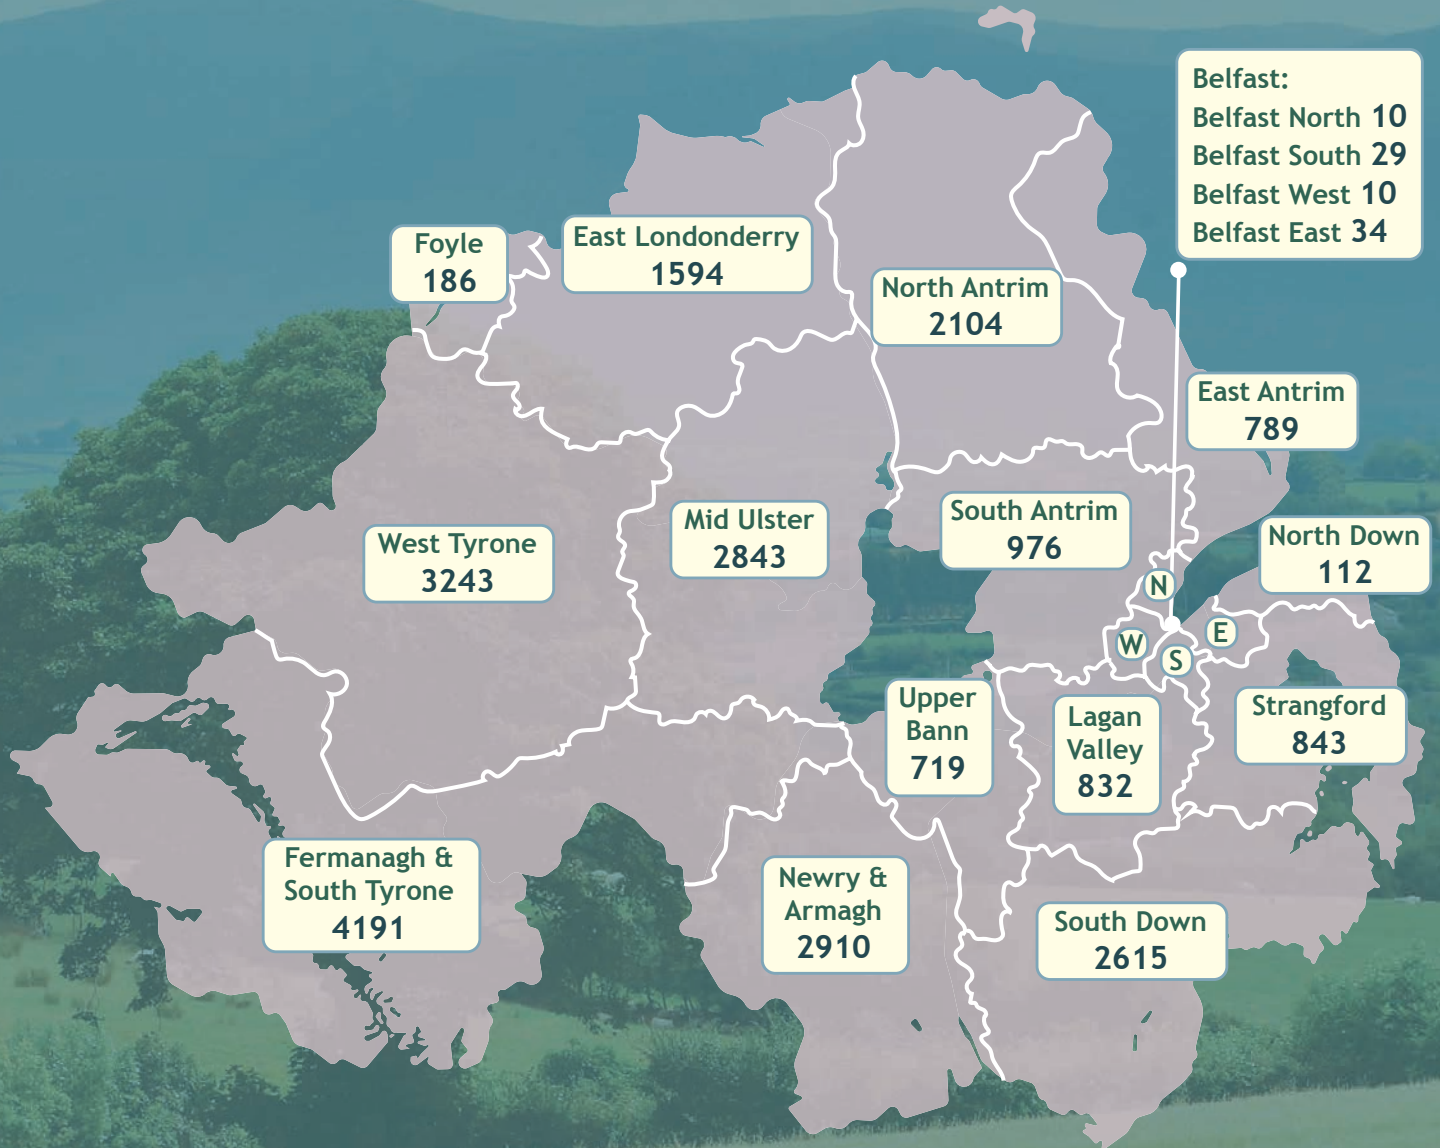 Belfast:
Belfast North 10
Belfast South 29
Belfast West 10
Belfast East 34
Foyle
186
East Londonderry
1594
North Antrim
2104
East Antrim
789
West Tyrone
3243
Mid Ulster
2843
South Antrim
976
North Down
112
N
W
S
E
Upper
Bann
719
Lagan
Valley
832
Strangford
843
Fermanagh &
South Tyrone
4191
Newry &
Armagh
2910
South Down
2615